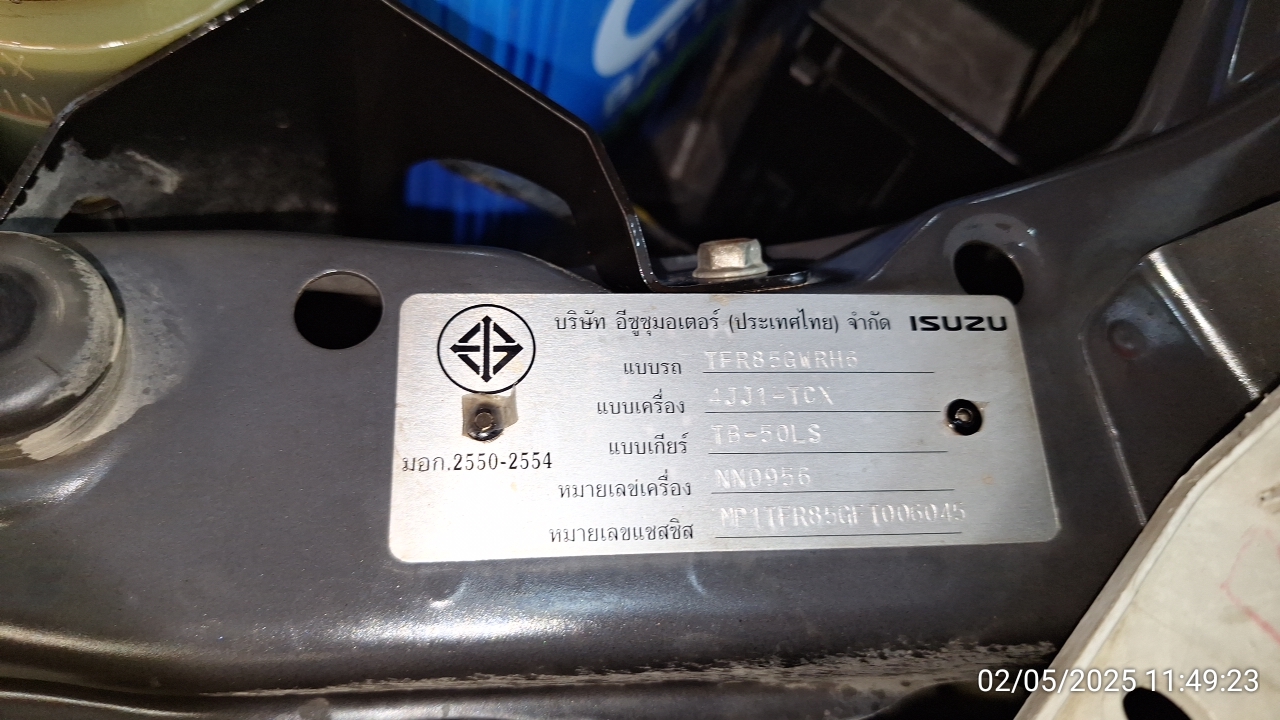 บริษัท อีซูซุมอเตอร์ (ประเทศไทย) จำกัด ISUZU
แบบรถ TFR85GWRH6
แบบเครื่อง 4JJ1-TCX
แบบเกียร์ TB-50LS
มอก.2550-2554
หมายเลขเครื่อง NN0956
หมายเลขแชสซิส MP1TFR85GFT006045
02/05/2025 11:49:23